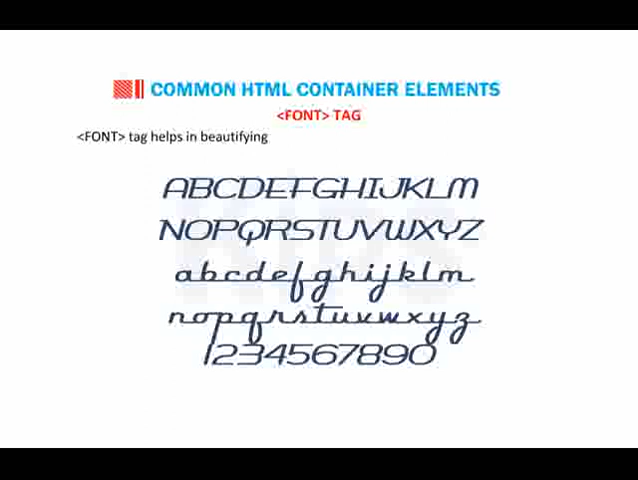 COMMON HTML CONTAINER ELEMENTS
<FONT> TAG
<FONT> tag helps in beautifying
ABCDEFGHIJKLM
NOPQRSTUVWXYZ
abcdefghijklm
nopqrstuvwxyz
1234567890